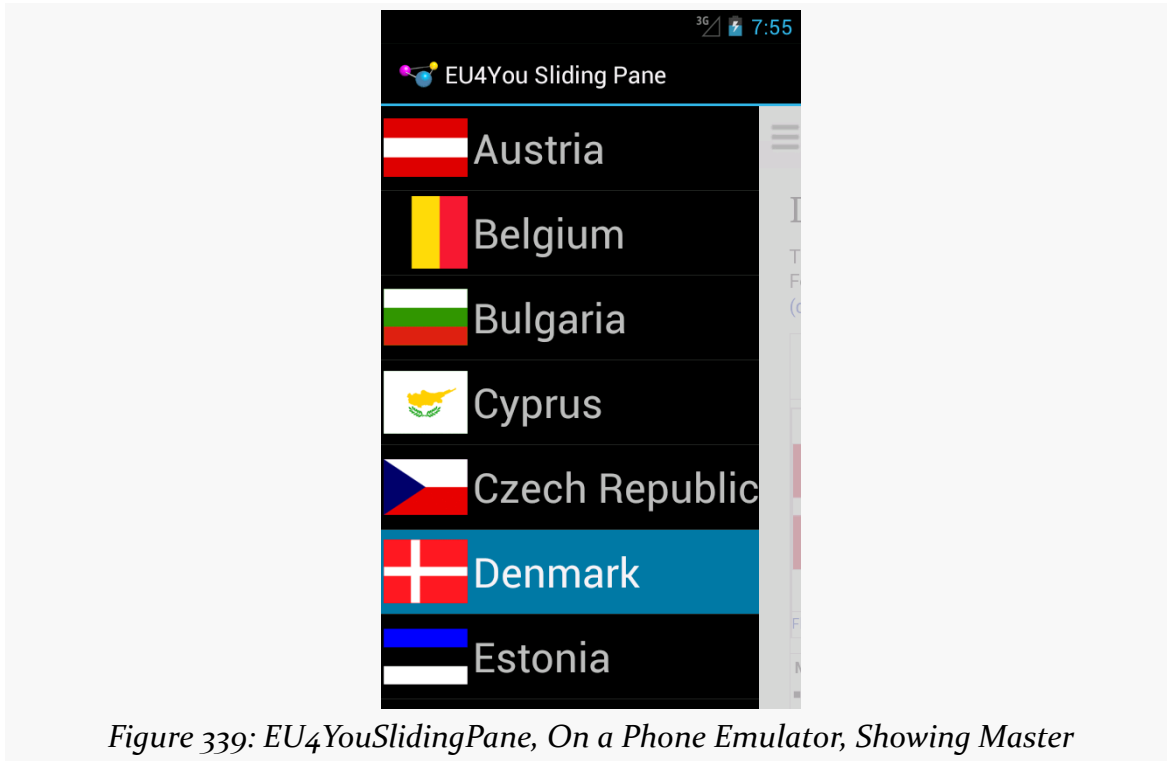 3G 7:55
EU4You Sliding Pane
Austria
Belgium
Bulgaria
Cyprus
Czech Republic
Denmark
Estonia
T
F
(
F
M
Figure 339: EU4YouSlidingPane, On a Phone Emulator, Showing Master